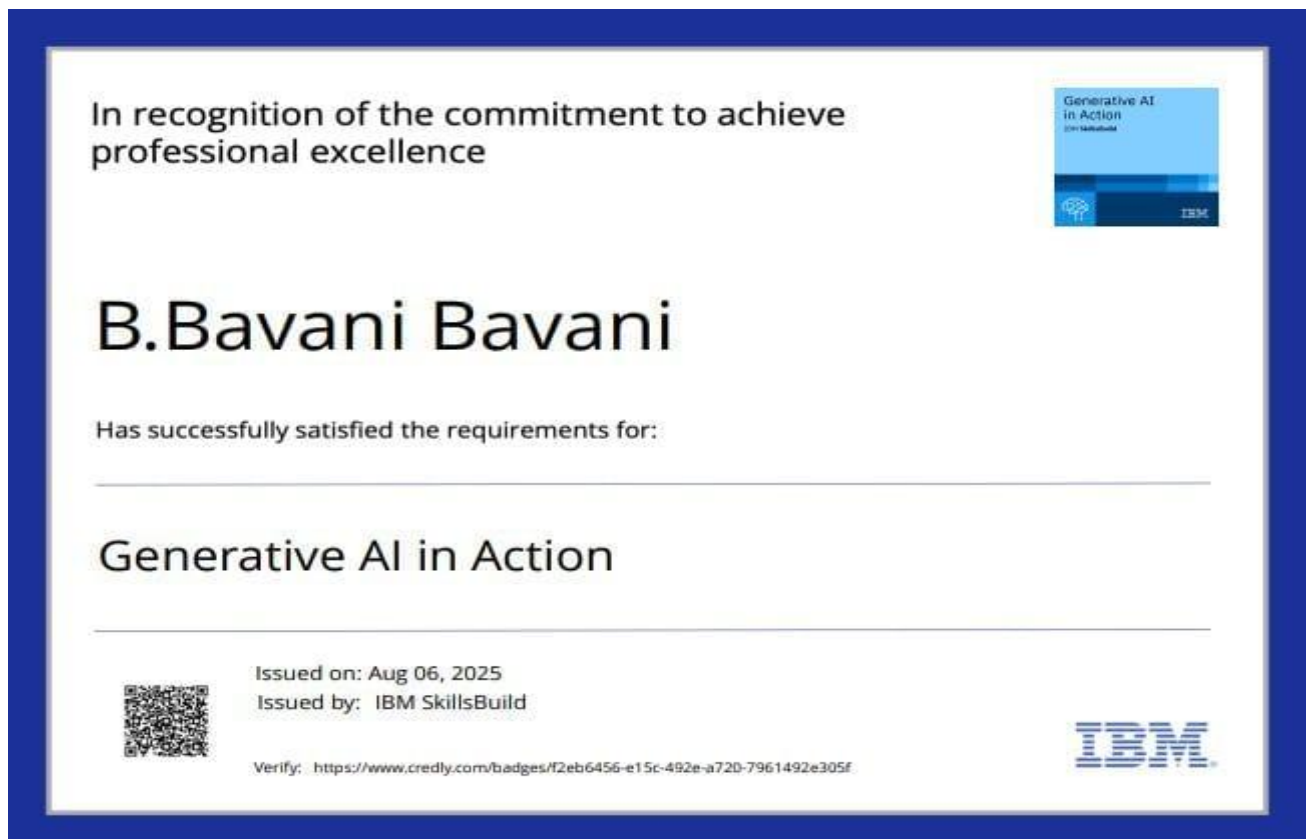 In recognition of the commitment to achieve
professional excellence
Generative AI
in Action
IBM SkillsBuild
IBM
B.Bavani Bavani
Has successfully satisfied the requirements for:
Generative AI in Action
Issued on: Aug 06, 2025
Issued by: IBM SkillsBuild
Verify: https://www.credly.com/badges/f2eb6456-e15c-492e-a720-7961492e305f
IBM.